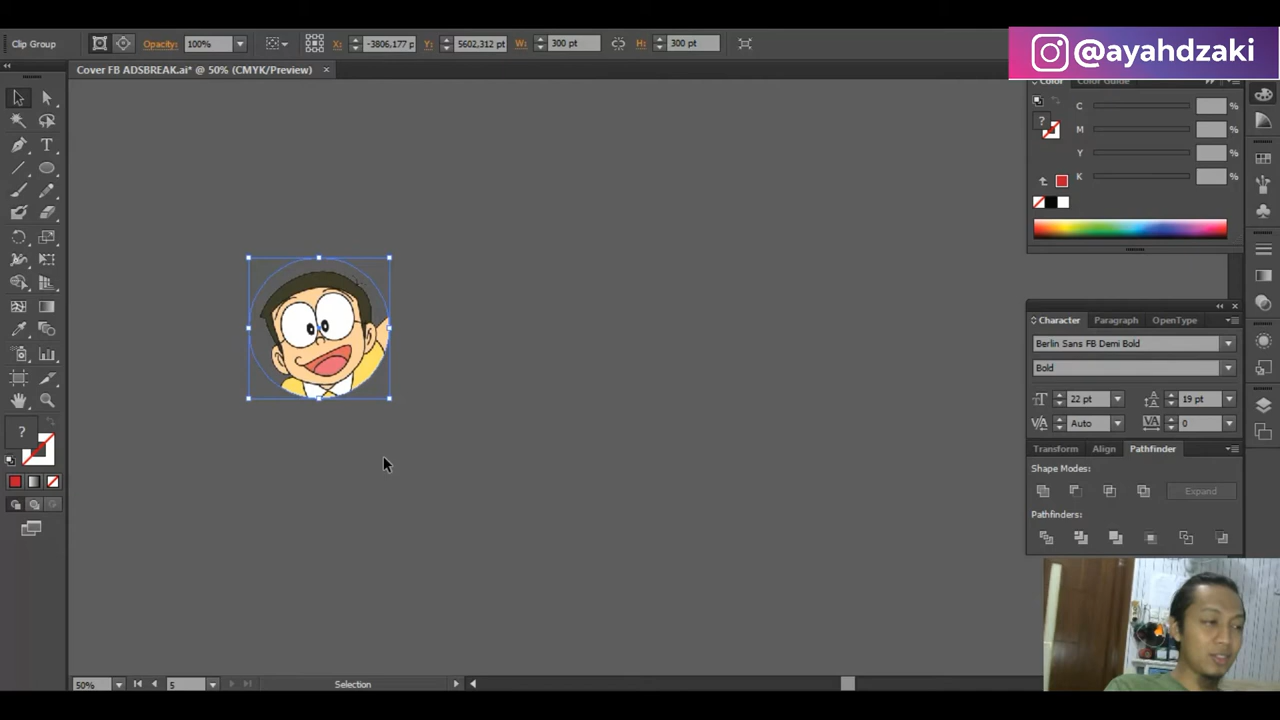 Clip Group
Opacity:
100%
X:
-3806,177 p
Y:
5602,312 pt
W:
300 pt
H:
300 pt
@ayahdzaki
Cover FB ADSBREAK.ai* @ 50% (CMYK/Preview)
Color
Color Guide
C
%
M
%
Y
%
K
%
Character
Paragraph
OpenType
Berlin Sans FB Demi Bold
Bold
22 pt
19 pt
Auto
0
Transform
Align
Pathfinder
Shape Modes:
Expand
Pathfinders:
50%
5
Selection